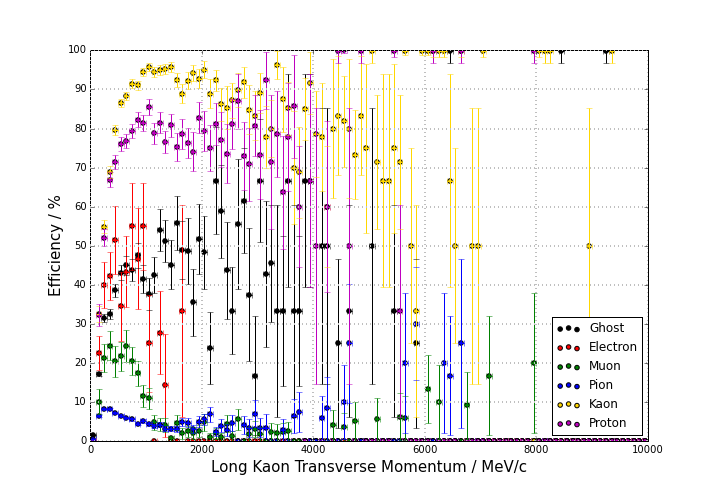 100
90
80
70
60
50
40
30
20
10
0
Efficiency / %
0 2000 4000 6000 8000 10000
Long Kaon Transverse Momentum / MeV/c
Ghost
Electron
Muon
Pion
Kaon
Proton